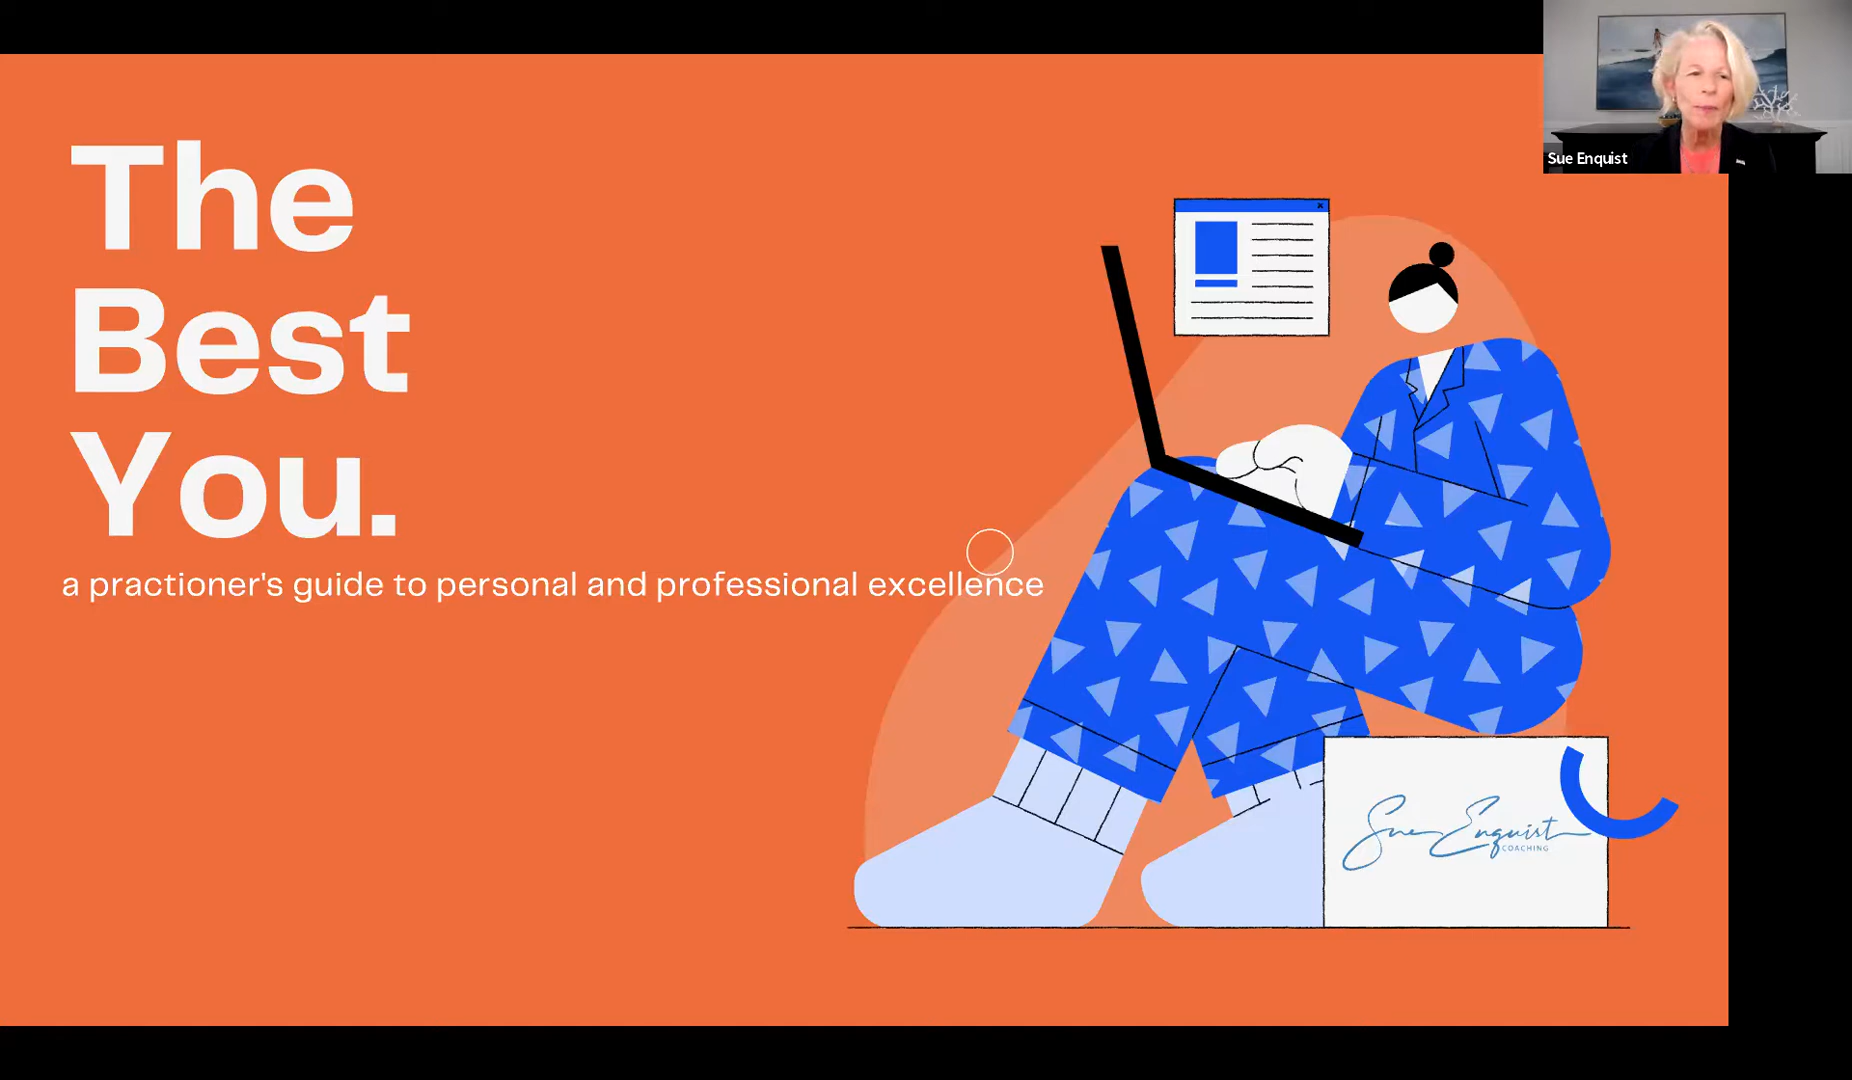 Sue Enquist
The
Best
You.
a practioner's guide to personal and professional excellence
Sue Enquist
COACHING